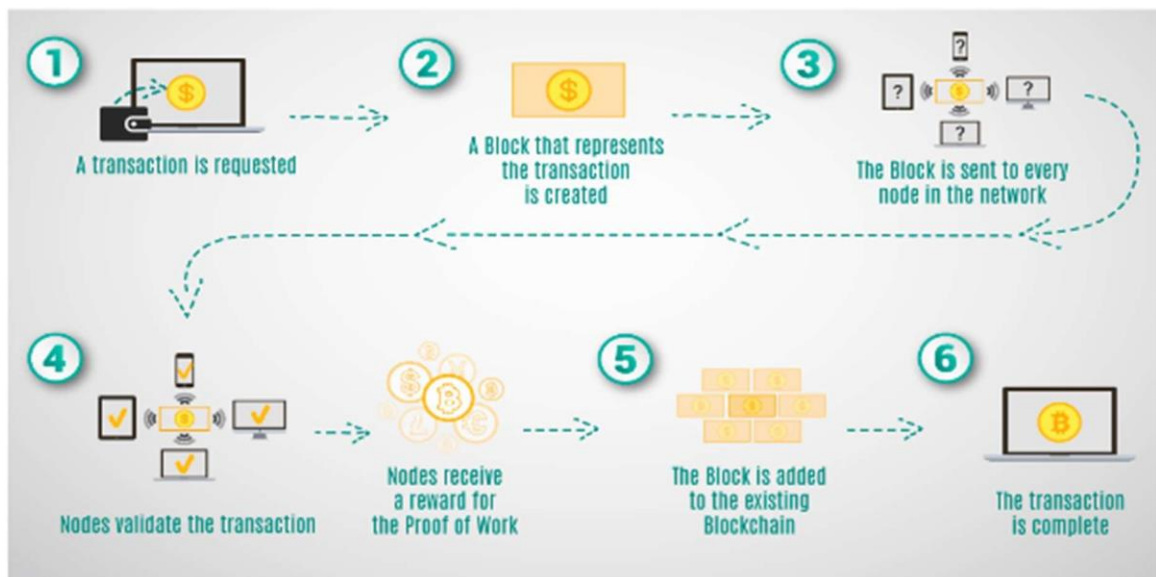 1
A transaction is requested
2
A Block that represents
the transaction
is created
3
The Block is sent to every
node in the network
4
Nodes validate the transaction
Nodes receive
a reward for
the Proof of Work
5
The Block is added
to the existing
Blockchain
6
The transaction
is complete